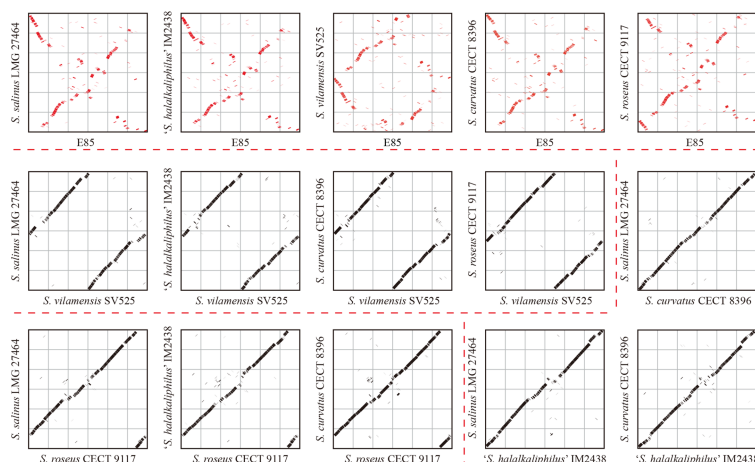 S. salinus LMG 27464
E85
'S. halalkaliphilus' IM2438
E85
S. vilamensis SV525
E85
S. curvatus CECT 8396
E85
S. roseus CECT 9117
E85
S. salinus LMG 27464
S. vilamensis SV525
'S. halalkaliphilus' IM2438
S. vilamensis SV525
S. curvatus CECT 8396
S. vilamensis SV525
S. roseus CECT 9117
S. vilamensis SV525
S. salinus LMG 27464
S. curvatus CECT 8396
S. salinus LMG 27464
S. roseus CECT 9117
'S. halalkaliphilus' IM2438
S. roseus CECT 9117
S. curvatus CECT 8396
S. roseus CECT 9117
S. salinus LMG 27464
'S. halalkaliphilus' IM2438
S. curvatus CECT 8396
'S. halalkaliphilus' IM2438